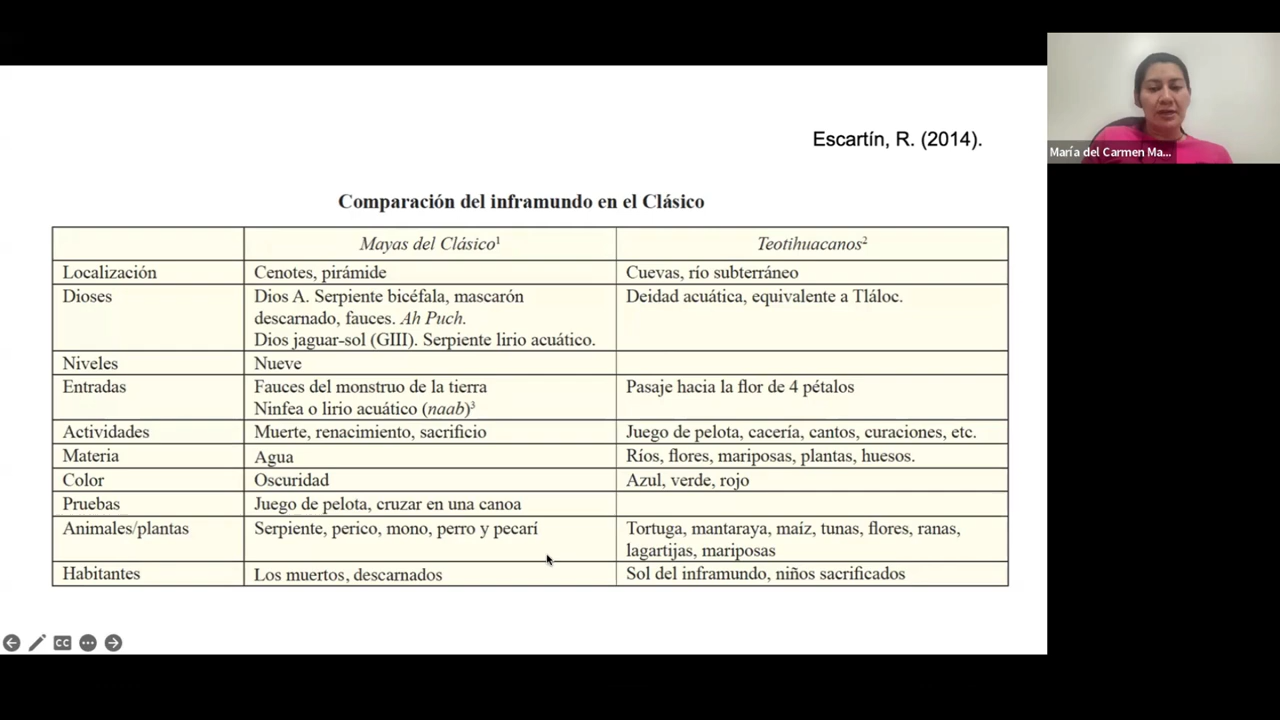 Escartín, R. (2014).
María del Carmen Ma...
Comparación del inframundo en el Clásico
Mayas del Clásico¹ Teotihuacanos²
Localización Cenotes, pirámide Cuevas, río subterráneo
Dioses Dios A. Serpiente bicéfala, mascarón Deidad acuática, equivalente a Tláloc.
descarnado, fauces. Ah Puch.
Dios jaguar-sol (GIII). Serpiente lirio acuático.
Niveles Nueve
Entradas Fauces del monstruo de la tierra Pasaje hacia la flor de 4 pétalos
Ninfea o lirio acuático (naab)³
Actividades Muerte, renacimiento, sacrificio Juego de pelota, cacería, cantos, curaciones, etc.
Materia Agua Ríos, flores, mariposas, plantas, huesos.
Color Oscuridad Azul, verde, rojo
Pruebas Juego de pelota, cruzar en una canoa
Animales/plantas Serpiente, perico, mono, perro y pecarí Tortuga, mantaraya, maíz, tunas, flores, ranas,
lagartijas, mariposas
Habitantes Los muertos, descarnados Sol del inframundo, niños sacrificados
CC